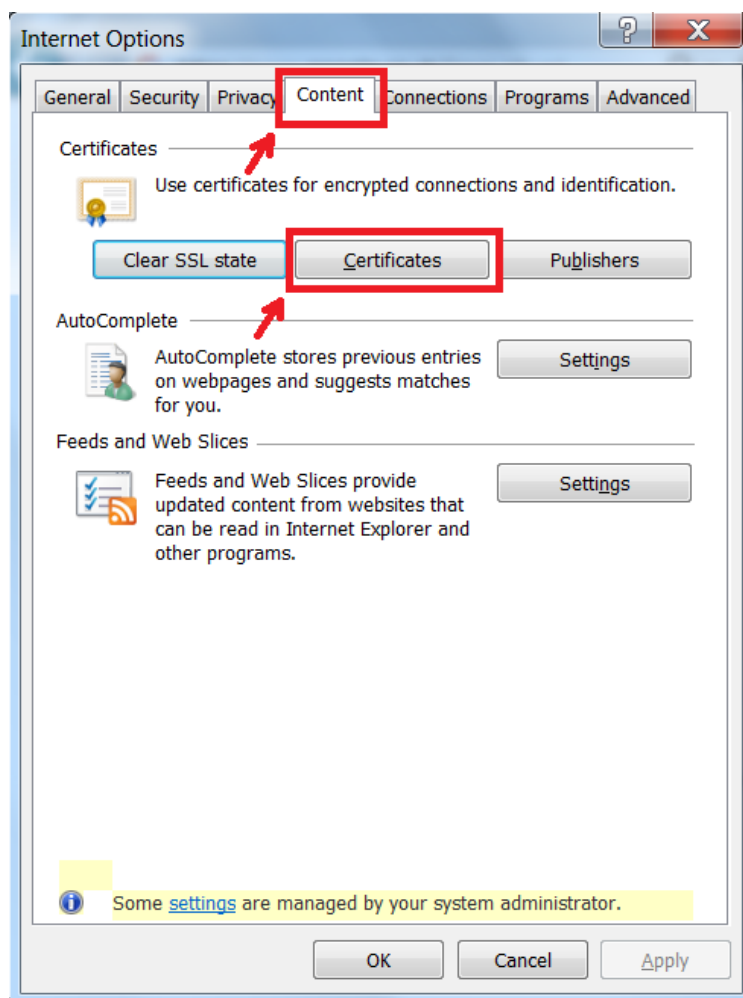 Internet Options
General Security Privacy Content Connections Programs Advanced
Certificates
Use certificates for encrypted connections and identification.
Clear SSL state Certificates Publishers
AutoComplete
AutoComplete stores previous entries
on webpages and suggests matches
for you.
Settings
Feeds and Web Slices
Feeds and Web Slices provide
updated content from websites that
can be read in Internet Explorer and
other programs.
Settings
Some settings are managed by your system administrator.
OK Cancel Apply